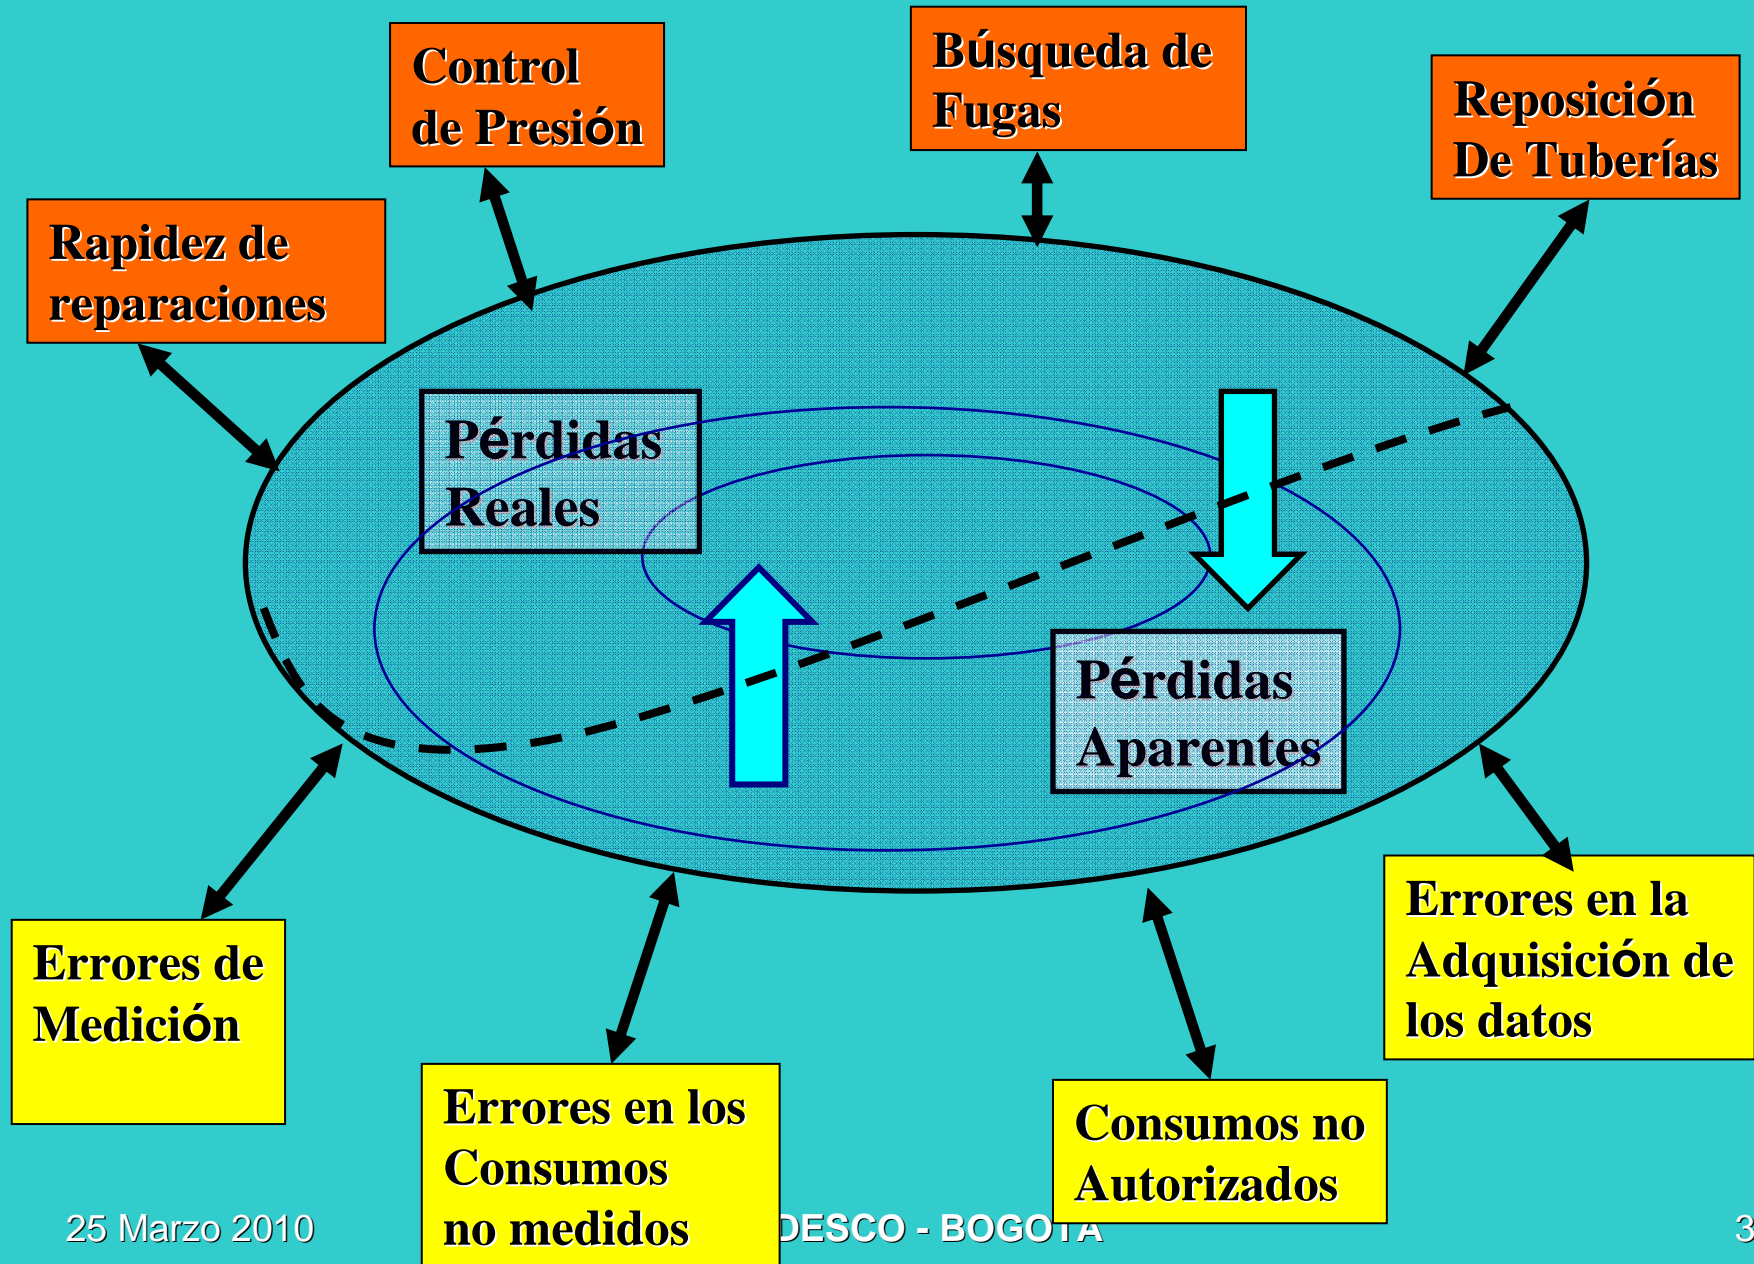 Control
de Presión
Búsqueda de
Fugas
Reposición
De Tuberías
Rapidez de
reparaciones
Pérdidas
Reales
Pérdidas
Aparentes
Errores de
Medición
Errores en los
Consumos
no medidos
Consumos no
Autorizados
Errores en la
Adquisición de
los datos
25 Marzo 2010
- BOGOTA